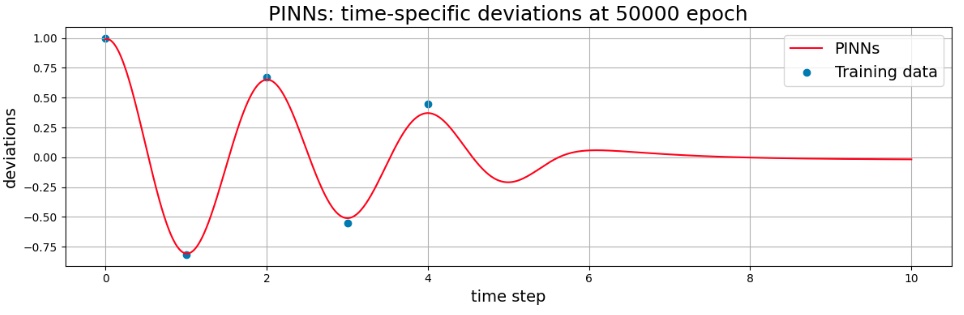 PINNs: time-specific deviations at 50000 epoch
1.00
0.75
0.50
0.25
0.00
−0.25
−0.50
−0.75
deviations
PINNs
Training data
0 2 4 6 8 10
time step